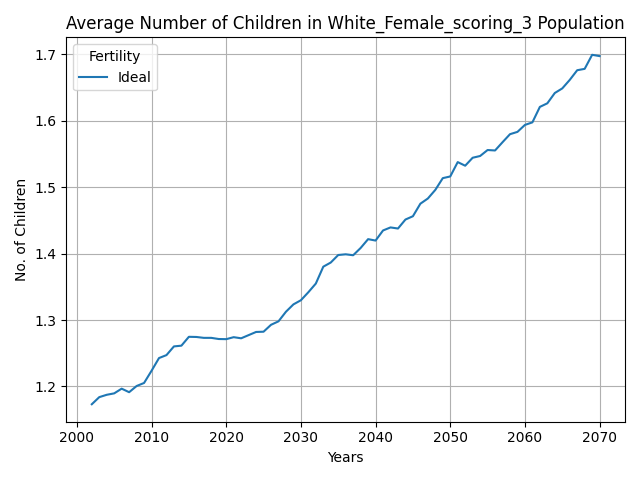 Average Number of Children in White_Female_scoring_3 Population
Fertility
Ideal
No. of Children
1.7
1.6
1.5
1.4
1.3
1.2
2000 2010 2020 2030 2040 2050 2060 2070
Years